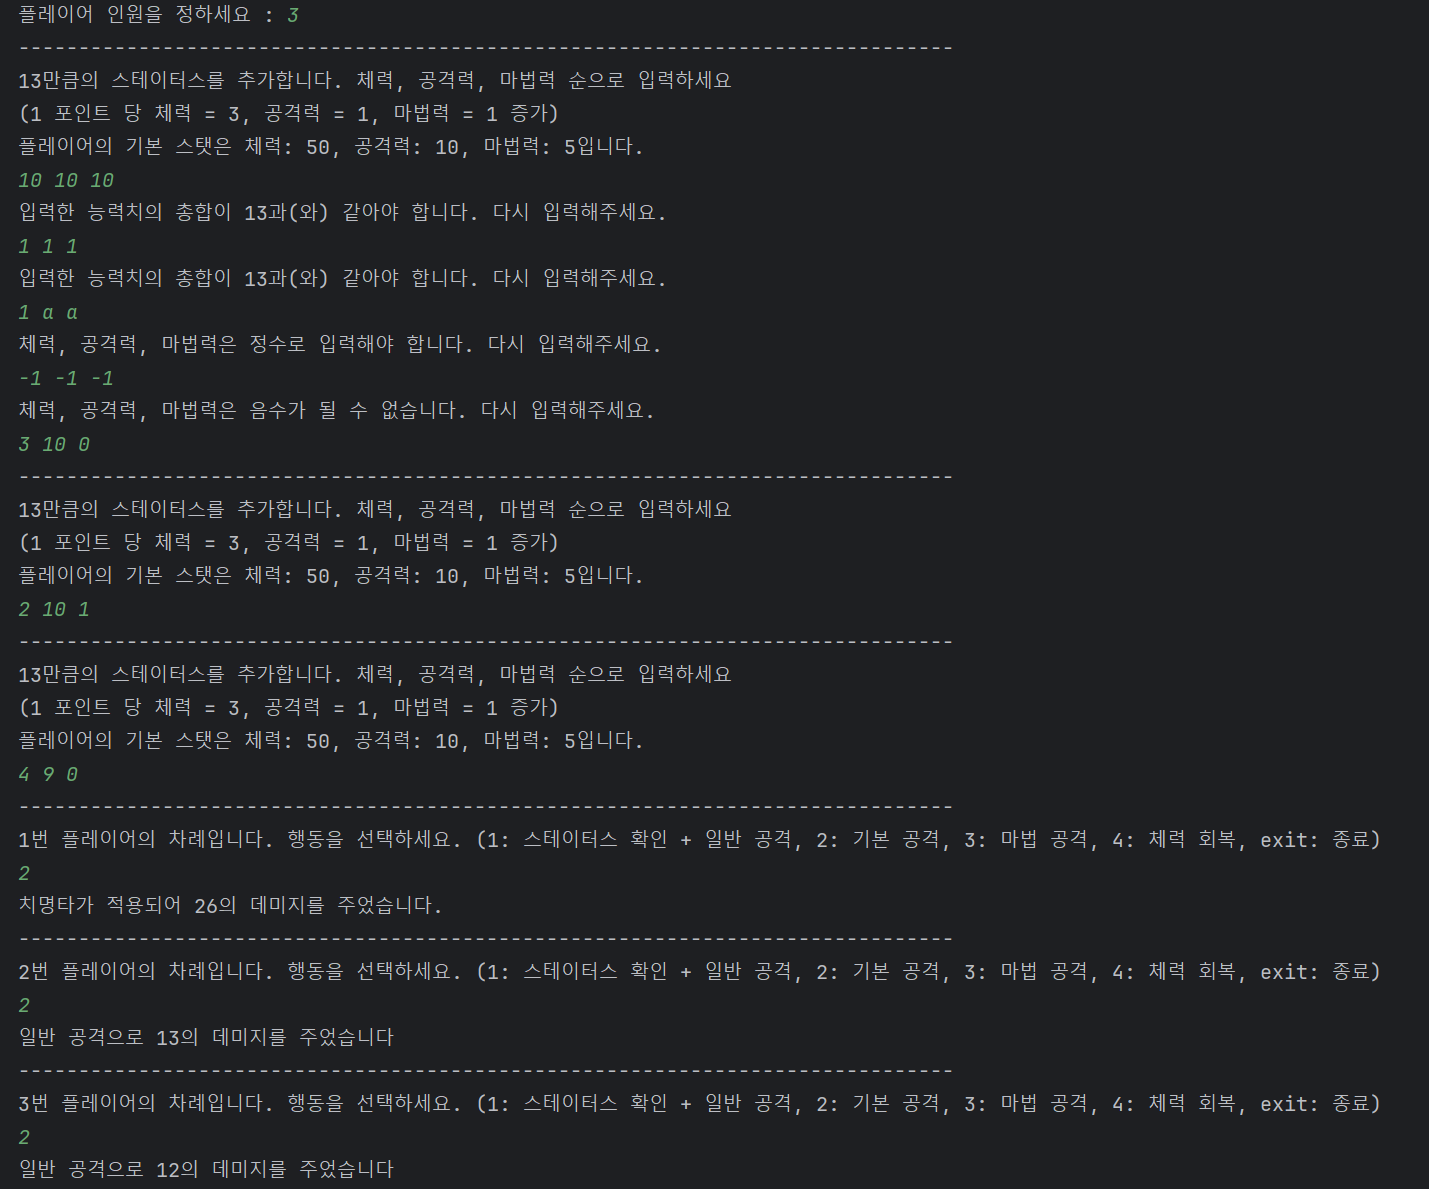 플레이어 인원을 정하세요 : 3
------------------------------------------------------------------------------
13만큼의 스테이터스를 추가합니다. 체력, 공격력, 마법력 순으로 입력하세요
(1 포인트 당 체력 = 3, 공격력 = 1, 마법력 = 1 증가)
플레이어의 기본 스탯은 체력: 50, 공격력: 10, 마법력: 5입니다.
10 10 10
입력한 능력치의 총합이 13과(와) 같아야 합니다. 다시 입력해주세요.
1 1 1
입력한 능력치의 총합이 13과(와) 같아야 합니다. 다시 입력해주세요.
1 a a
체력, 공격력, 마법력은 정수로 입력해야 합니다. 다시 입력해주세요.
-1 -1 -1
체력, 공격력, 마법력은 음수가 될 수 없습니다. 다시 입력해주세요.
3 10 0
------------------------------------------------------------------------------
13만큼의 스테이터스를 추가합니다. 체력, 공격력, 마법력 순으로 입력하세요
(1 포인트 당 체력 = 3, 공격력 = 1, 마법력 = 1 증가)
플레이어의 기본 스탯은 체력: 50, 공격력: 10, 마법력: 5입니다.
2 10 1
------------------------------------------------------------------------------
13만큼의 스테이터스를 추가합니다. 체력, 공격력, 마법력 순으로 입력하세요
(1 포인트 당 체력 = 3, 공격력 = 1, 마법력 = 1 증가)
플레이어의 기본 스탯은 체력: 50, 공격력: 10, 마법력: 5입니다.
4 9 0
------------------------------------------------------------------------------
1번 플레이어의 차례입니다. 행동을 선택하세요. (1: 스테이터스 확인 + 일반 공격, 2: 기본 공격, 3: 마법 공격, 4: 체력 회복, exit: 종료)
2
치명타가 적용되어 26의 데미지를 주었습니다.
------------------------------------------------------------------------------
2번 플레이어의 차례입니다. 행동을 선택하세요. (1: 스테이터스 확인 + 일반 공격, 2: 기본 공격, 3: 마법 공격, 4: 체력 회복, exit: 종료)
2
일반 공격으로 13의 데미지를 주었습니다
------------------------------------------------------------------------------
3번 플레이어의 차례입니다. 행동을 선택하세요. (1: 스테이터스 확인 + 일반 공격, 2: 기본 공격, 3: 마법 공격, 4: 체력 회복, exit: 종료)
2
일반 공격으로 12의 데미지를 주었습니다